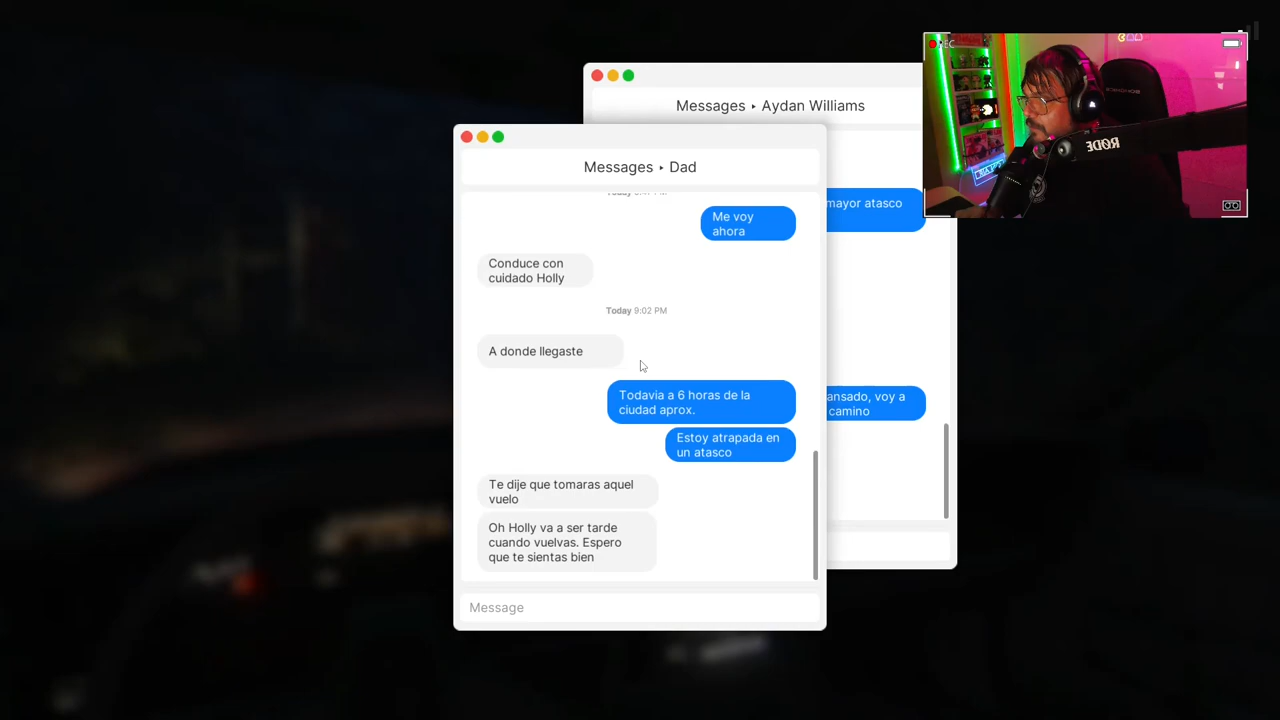 REC
Messages ▸ Aydan Williams
mayor atasco
ansado, voy a
camino
Messages ▸ Dad
Me voy
ahora
Conduce con
cuidado Holly
Today 9:02 PM
A donde llegaste
Todavia a 6 horas de la
ciudad aprox.
Estoy atrapada en
un atasco
Te dije que tomaras aquel
vuelo
Oh Holly va a ser tarde
cuando vuelvas. Espero
que te sientas bien
Message
RØDE